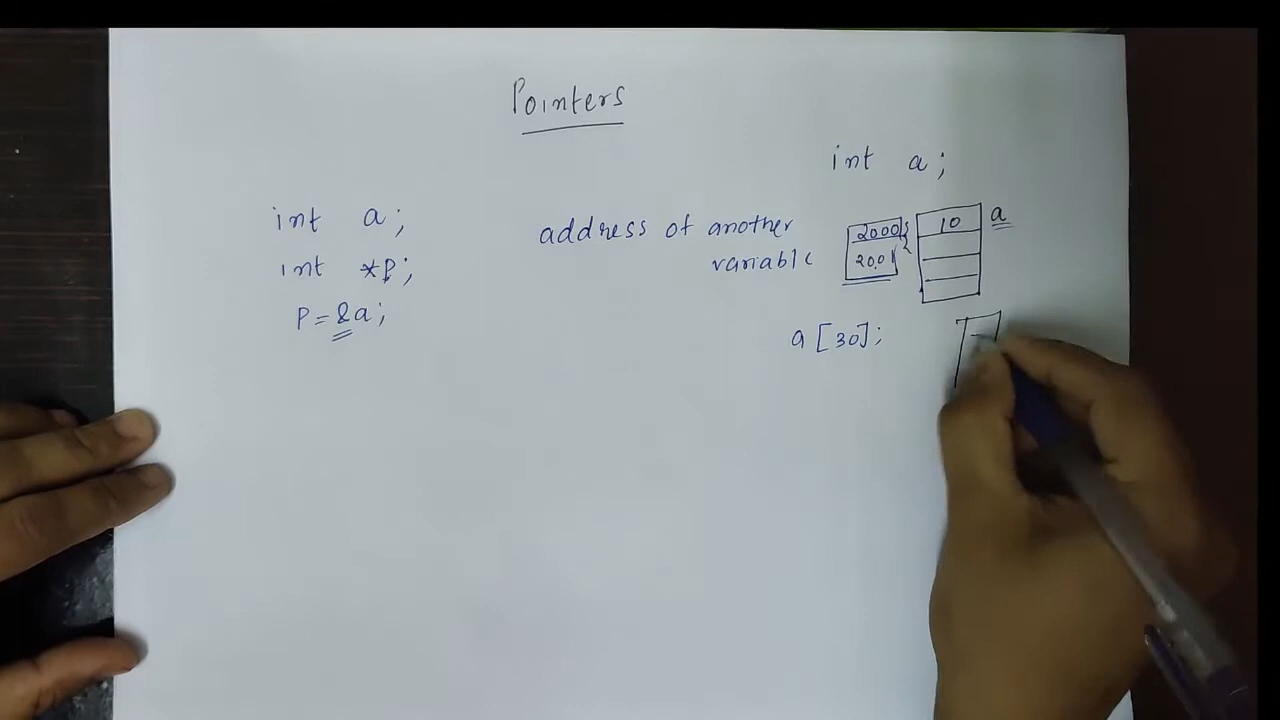 Pointers
int a;
int a;
int *P;
P=&a;
address of another
variable
2000
2001
10
a
a[30];